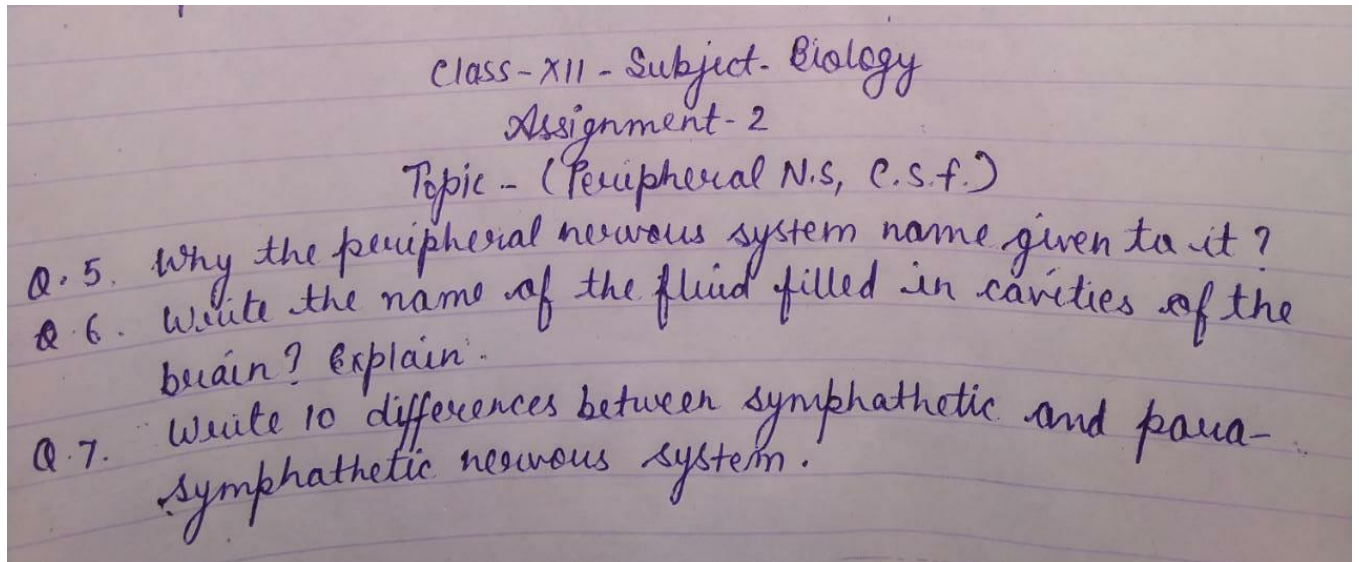 Class-XII - Subject- Biology
Assignment-2
Topic - (Peripheral N.S, C.S.f.)
Q.5. Why the peripheral nervous system name given to it?
Q.6. Write the name of the fluid filled in cavities of the
brain? Explain.
Q.7. Write 10 differences between symphathetic and para-
symphathetic nervous system.